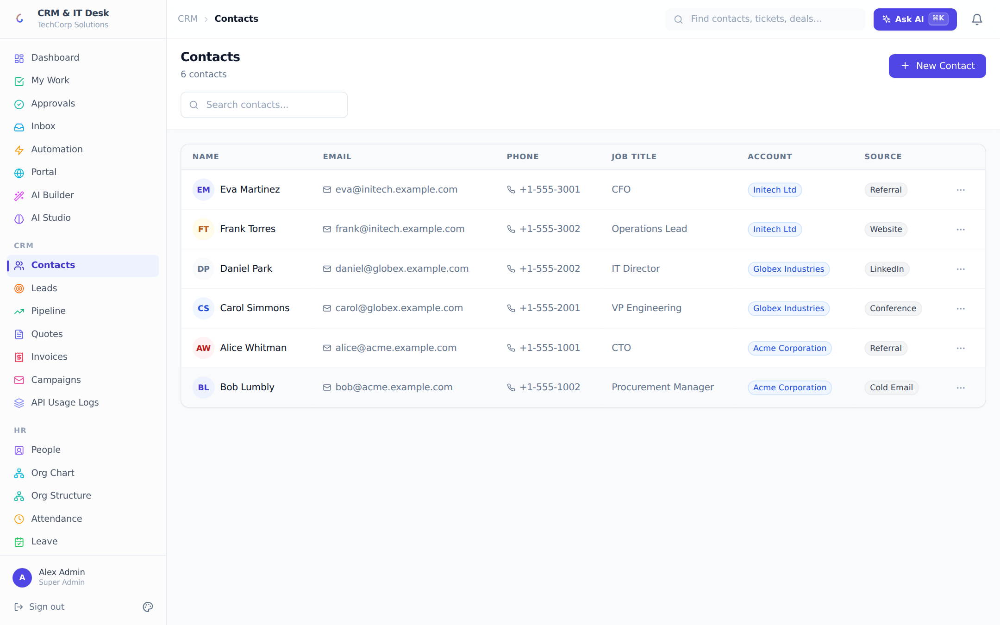 CRM & IT Desk
TechCorp Solutions
Dashboard
My Work
Approvals
Inbox
Automation
Portal
AI Builder
AI Studio
CRM
Contacts
Leads
Pipeline
Quotes
Invoices
Campaigns
API Usage Logs
HR
People
Org Chart
Org Structure
Attendance
Leave
A
Alex Admin
Super Admin
Sign out
CRM > Contacts
Find contacts, tickets, deals...
Ask AI ⌘K
Contacts
6 contacts
New Contact
Search contacts...
NAME EMAIL PHONE JOB TITLE ACCOUNT SOURCE
EM Eva Martinez eva@initech.example.com +1-555-3001 CFO Initech Ltd Referral
FT Frank Torres frank@initech.example.com +1-555-3002 Operations Lead Initech Ltd Website
DP Daniel Park daniel@globex.example.com +1-555-2002 IT Director Globex Industries LinkedIn
CS Carol Simmons carol@globex.example.com +1-555-2001 VP Engineering Globex Industries Conference
AW Alice Whitman alice@acme.example.com +1-555-1001 CTO Acme Corporation Referral
BL Bob Lumbly bob@acme.example.com +1-555-1002 Procurement Manager Acme Corporation Cold Email